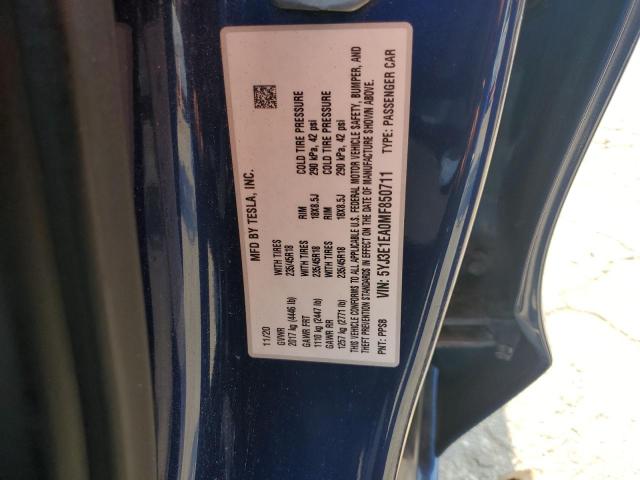 MFD BY TESLA, INC.
11/20
GVWR
2017 kg (4446 lb) WITH TIRES 235/45R18 RIM 18X8.5J COLD TIRE PRESSURE 290 kPa, 42 psi
GAWR FRT
1110 kg (2447 lb) WITH TIRES 235/45R18 RIM 18X8.5J COLD TIRE PRESSURE 290 kPa, 42 psi
GAWR RR
1257 kg (2771 lb)
THIS VEHICLE CONFORMS TO ALL APPLICABLE U.S. FEDERAL MOTOR VEHICLE SAFETY, BUMPER, AND
THEFT PREVENTION STANDARDS IN EFFECT ON THE DATE OF MANUFACTURE SHOWN ABOVE.
VIN: 5YJ3E1EA0MF850711 TYPE: PASSENGER CAR
PNT: PPSB